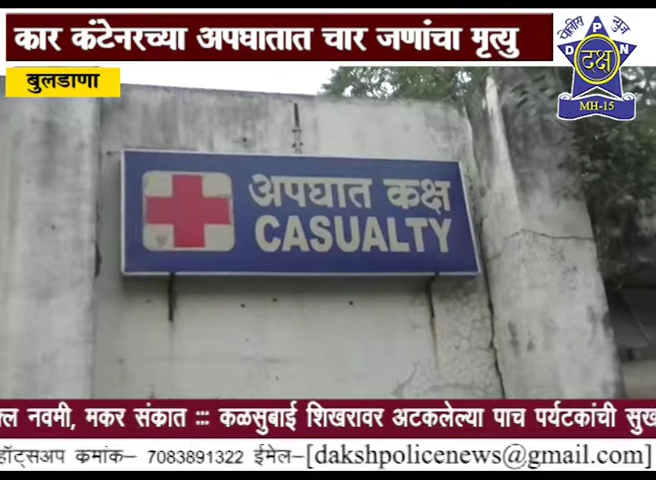 कार कंटेनरच्या अपघातात चार जणांचा मृत्यु
पोलीस न्युज
D P N
दक्ष
MH-15
बुलडाणा
अपघात कक्ष
CASUALTY
नवमी, मकर संक्रात ::: कळसुबाई शिखरावर अटकलेल्या पाच पर्यटकांची
हॉट्सअप कमांक– 7083891322 ईमेल–[dakshpolicenews@gmail.com]